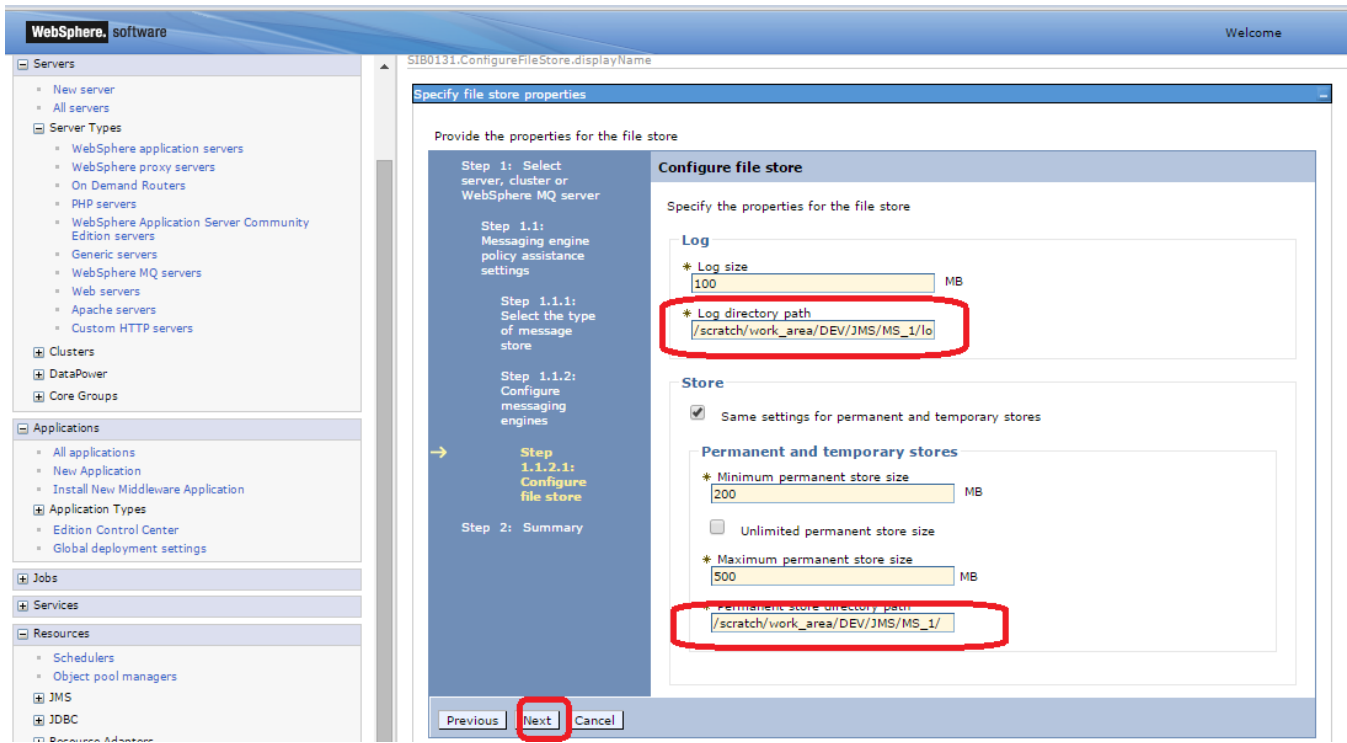 WebSphere. software
Welcome
Servers
New server
All servers
Server Types
WebSphere application servers
WebSphere proxy servers
On Demand Routers
PHP servers
WebSphere Application Server Community
Edition servers
Generic servers
WebSphere MQ servers
Web servers
Apache servers
Custom HTTP servers
Clusters
DataPower
Core Groups
Applications
All applications
New Application
Install New Middleware Application
Application Types
Edition Control Center
Global deployment settings
Jobs
Services
Resources
Schedulers
Object pool managers
JMS
JDBC
Resource Adapters
SIB0131.ConfigureFileStore.displayName
Specify file store properties
Provide the properties for the file store
Step 1: Select
server, cluster or
WebSphere MQ server
Step 1.1:
Messaging engine
policy assistance
settings
Step 1.1.1:
Select the type
of message
store
Step 1.1.2:
Configure
messaging
engines
Step
1.1.2.1:
Configure
file store
Step 2: Summary
Configure file store
Specify the properties for the file store
Log
* Log size
100 MB
* Log directory path
/scratch/work_area/DEV/JMS/MS_1/lo
Store
Same settings for permanent and temporary stores
Permanent and temporary stores
* Minimum permanent store size
200 MB
Unlimited permanent store size
* Maximum permanent store size
500 MB
* Permanent store directory path
/scratch/work_area/DEV/JMS/MS_1/
Previous Next Cancel